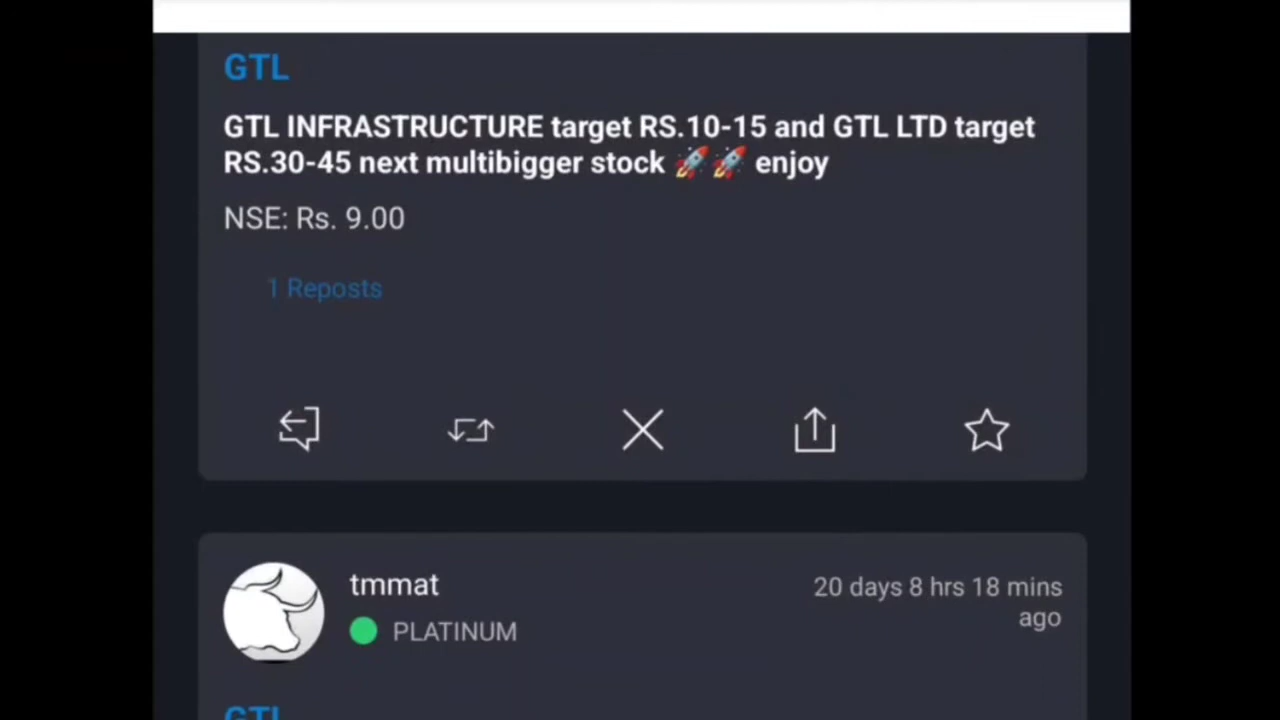 GTL
GTL INFRASTRUCTURE target RS.10-15 and GTL LTD target
RS.30-45 next multibigger stock 🚀🚀 enjoy
NSE: Rs. 9.00
1 Reposts
tmmat
20 days 8 hrs 18 mins
ago
PLATINUM
GTL